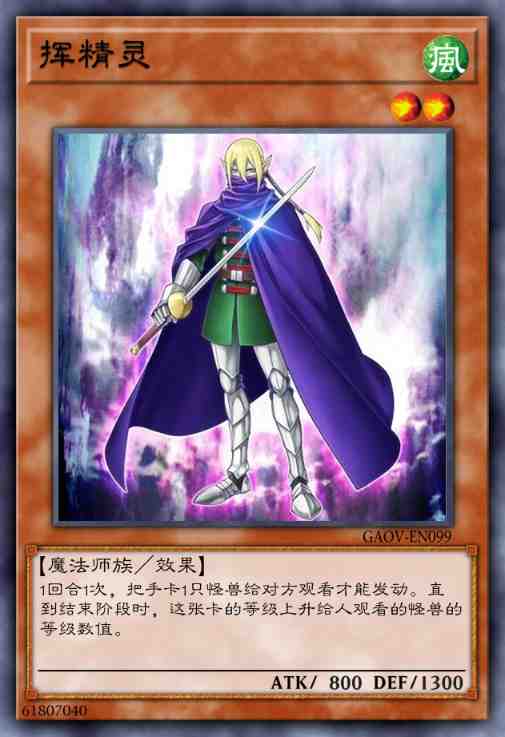 挥精灵
瘋
GAOV-EN099
【魔法师族／效果】
1回合1次，把手卡1只怪兽给对方观看才能发动。直
到结束阶段时，这张卡的等级上升给人观看的怪兽的
等级数值。
ATK/ 800 DEF/1300
61807040